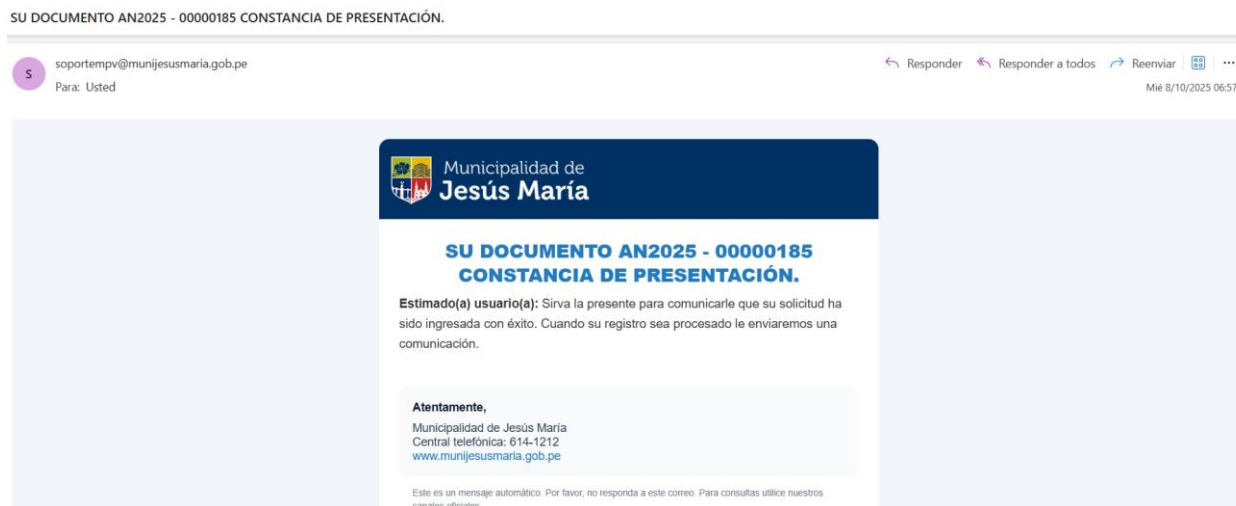 SU DOCUMENTO AN2025 - 00000185 CONSTANCIA DE PRESENTACIÓN.
S
soportempv@munijesusmaria.gob.pe
Para: Usted
Responder
Responder a todos
Reenviar
...
Mié 8/10/2025 06:57
Municipalidad de
Jesús María
SU DOCUMENTO AN2025 - 00000185
CONSTANCIA DE PRESENTACIÓN.
Estimado(a) usuario(a): Sirva la presente para comunicarle que su solicitud ha
sido ingresada con éxito. Cuando su registro sea procesado le enviaremos una
comunicación.
Atentamente,
Municipalidad de Jesús María
Central telefónica: 614-1212
www.munijesusmaria.gob.pe
Este es un mensaje automático. Por favor, no responda a este correo. Para consultas utilice nuestros
canales oficiales.